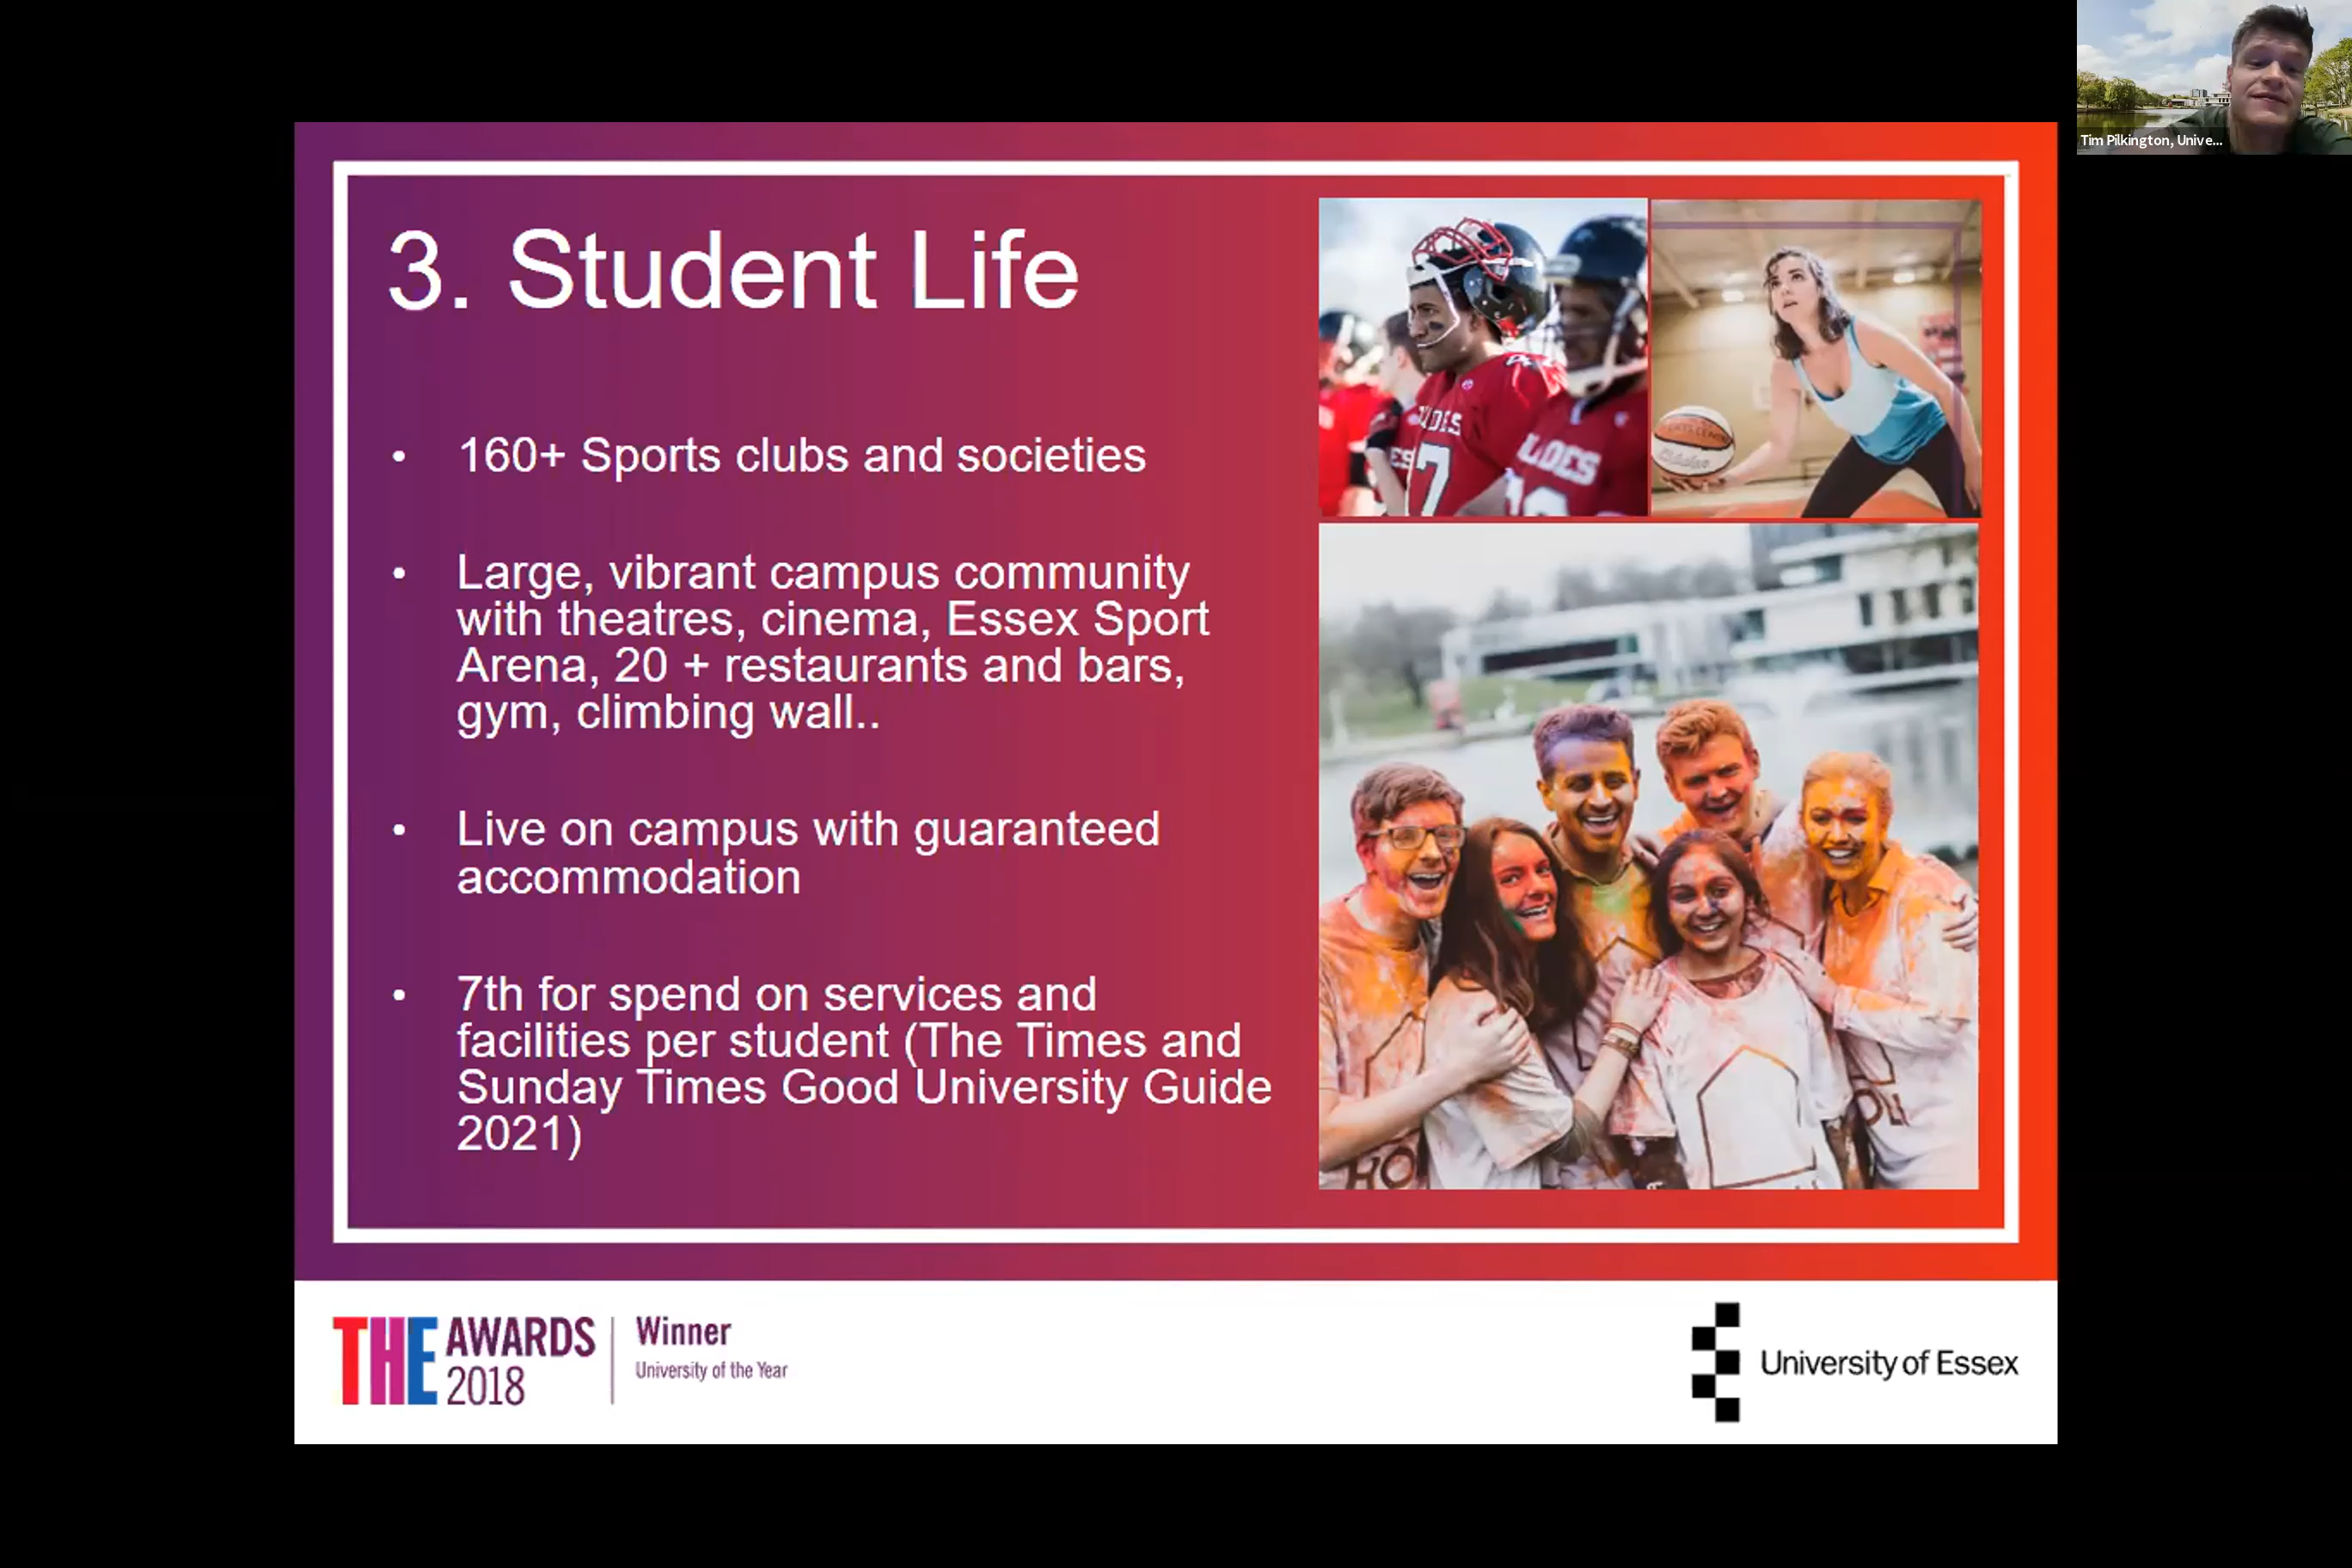 Tim Pilkington, Unive...
3. Student Life
• 160+ Sports clubs and societies
• Large, vibrant campus community
with theatres, cinema, Essex Sport
Arena, 20 + restaurants and bars,
gym, climbing wall..
• Live on campus with guaranteed
accommodation
• 7th for spend on services and
facilities per student (The Times and
Sunday Times Good University Guide
2021)
7
THE AWARDS
2018
Winner
University of the Year
University of Essex